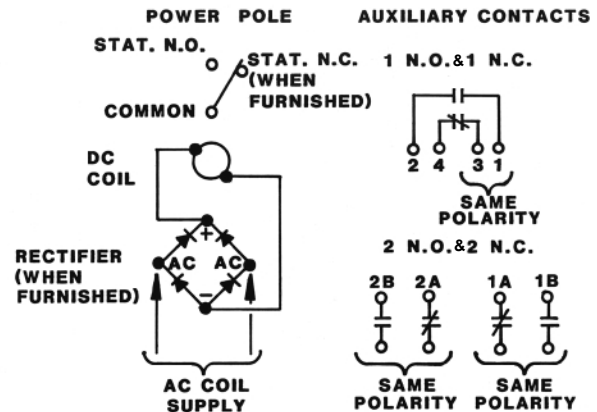 POWER POLE
STAT. N.O.
STAT. N.C.
(WHEN
FURNISHED)
COMMON
DC
COIL
+
AC AC
−
RECTIFIER
(WHEN
FURNISHED)
AC COIL
SUPPLY
AUXILIARY CONTACTS
1 N.O.&1 N.C.
2 4 3 1
SAME
POLARITY
2 N.O.&2 N.C.
2B 2A 1A 1B
SAME
POLARITY
SAME
POLARITY